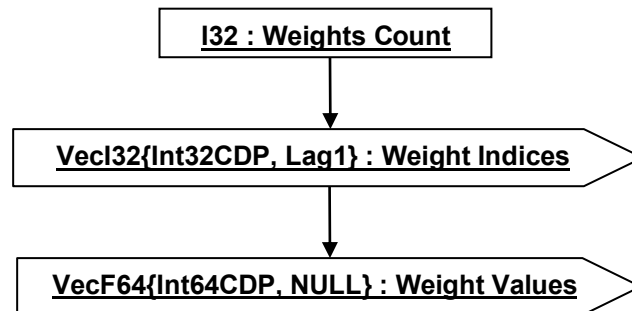 I32 : Weights Count
VecI32{Int32CDP, Lag1} : Weight Indices
VecF64{Int64CDP, NULL} : Weight Values